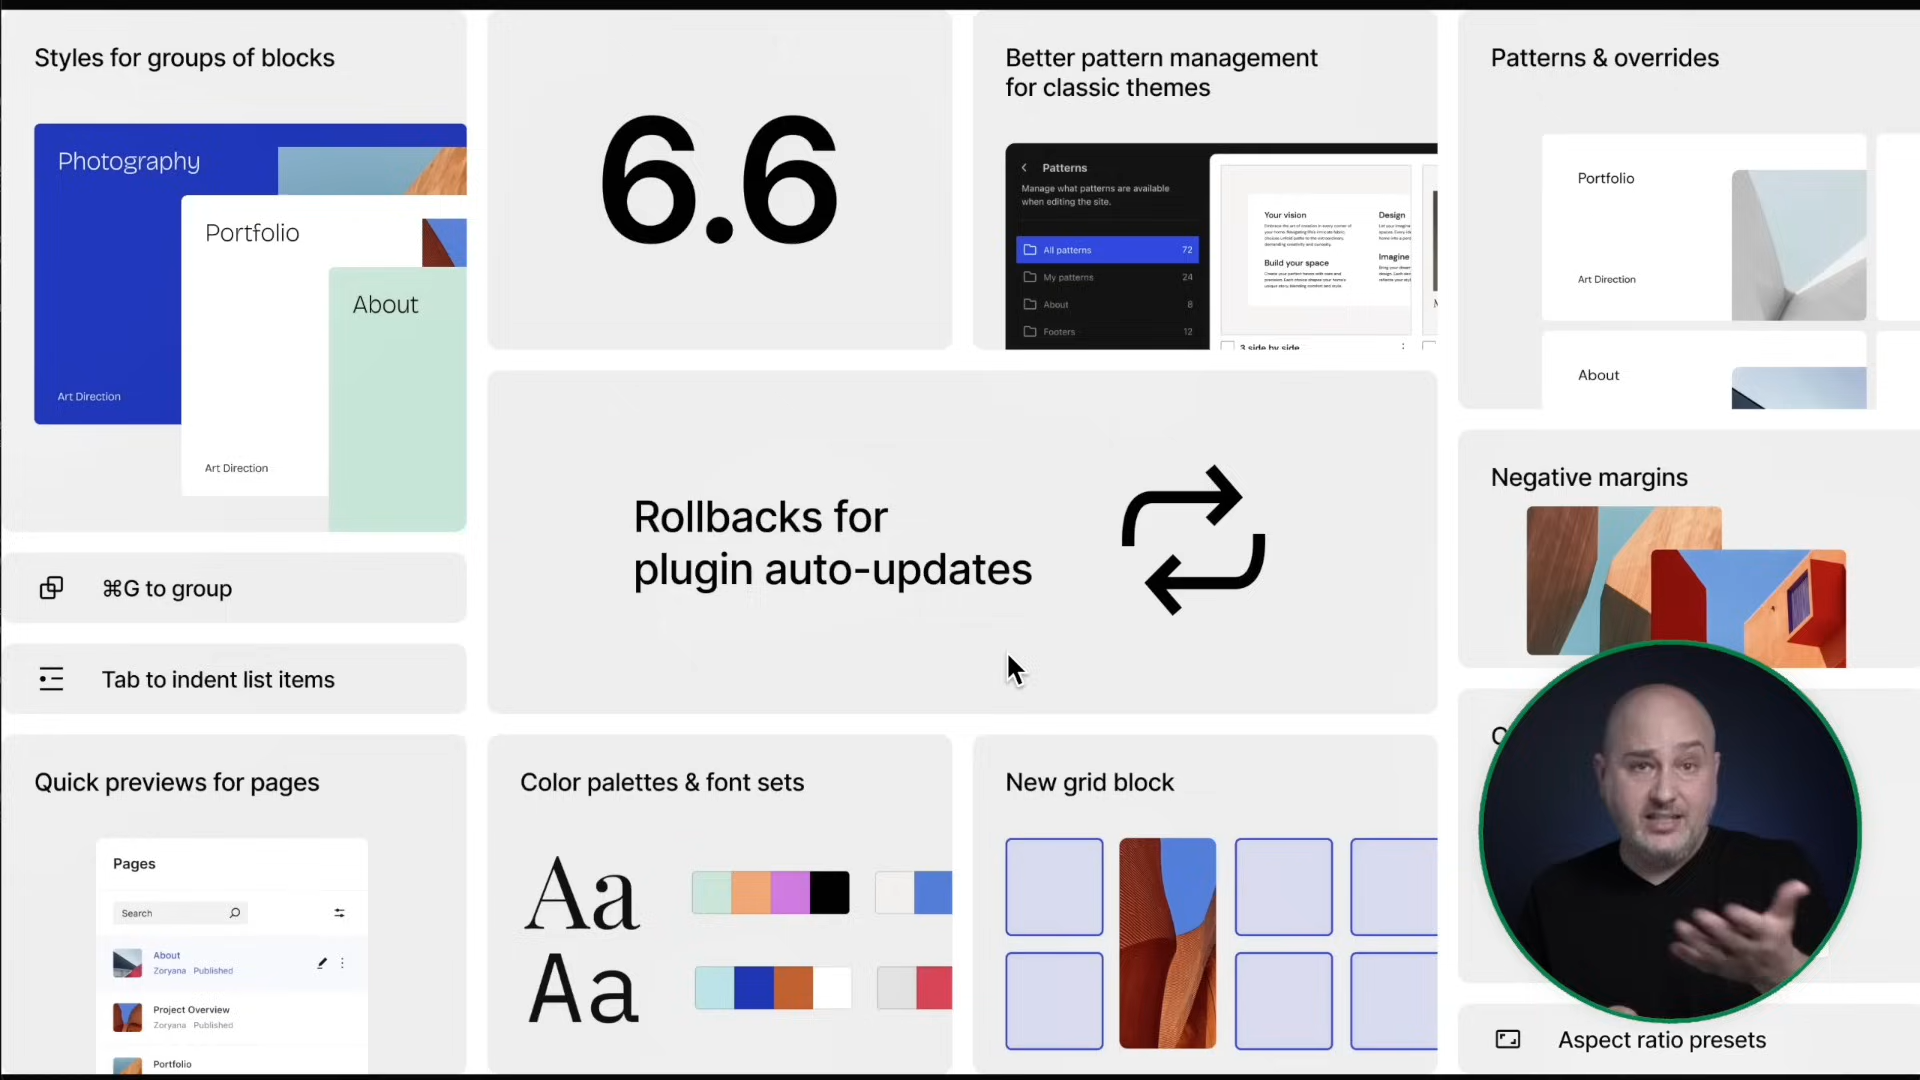 Styles for groups of blocks
Photography
Portfolio
About
Art Direction
Art Direction
⌘G to group
Tab to indent list items
Quick previews for pages
Pages
Search
About
Zoryana Published
Project Overview
Zoryana Published
Portfolio
6.6
Better pattern management
for classic themes
Patterns
Manage what patterns are available
when editing the site.
All patterns 72
My patterns 24
About 8
Footers 12
Your vision
Design
Build your space
Imagine
3 side by side
Rollbacks for
plugin auto-updates
Color palettes & font sets
Aa
Aa
New grid block
Patterns & overrides
Portfolio
Art Direction
About
Negative margins
Aspect ratio presets